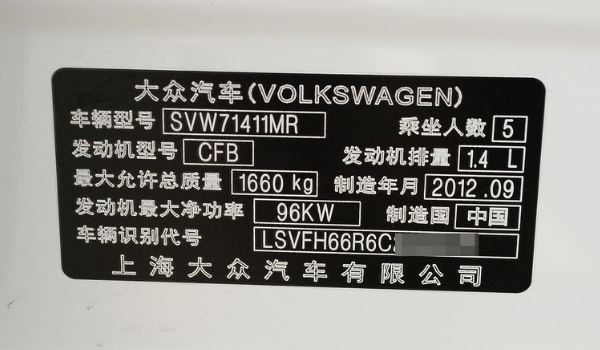 大众汽车(VOLKSWAGEN)
车辆型号 SVW71411MR 乘坐人数 5
发动机型号 CFB 发动机排量 1.4 L
最大允许总质量 1660 kg 制造年月 2012.09
发动机最大净功率 96KW 制造国 中国
车辆识别代号 LSVFH66R6C
上海大众汽车有限公司